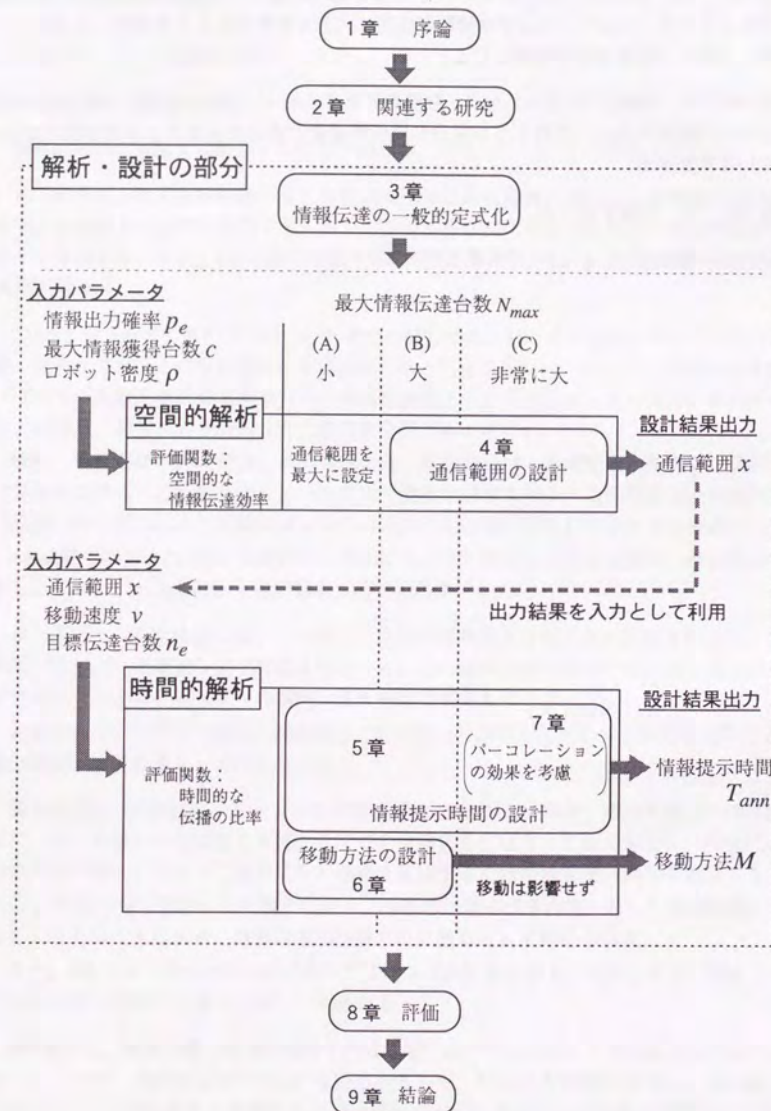 1章 序論
2章 関連する研究
解析・設計の部分
3章
情報伝達の一般的定式化
入力パラメータ
情報出力確率 pe
最大情報獲得台数 c
ロボット密度 ρ
最大情報伝達台数 Nmax
(A)
小
(B)
大
(C)
非常に大
空間的解析
評価関数：
空間的な
情報伝達効率
通信範囲を
最大に設定
4章
通信範囲の設計
設計結果出力
通信範囲 x
入力パラメータ
通信範囲 x
移動速度 v
目標伝達台数 ne
出力結果を入力として利用
時間的解析
評価関数：
時間的な
伝播の比率
5章
7章
(パーコレーション
の効果を考慮)
情報提示時間の設計
設計結果出力
情報提示時間
Tann
移動方法の設計
6章
移動は影響せず
移動方法M
8章 評価
9章 結論